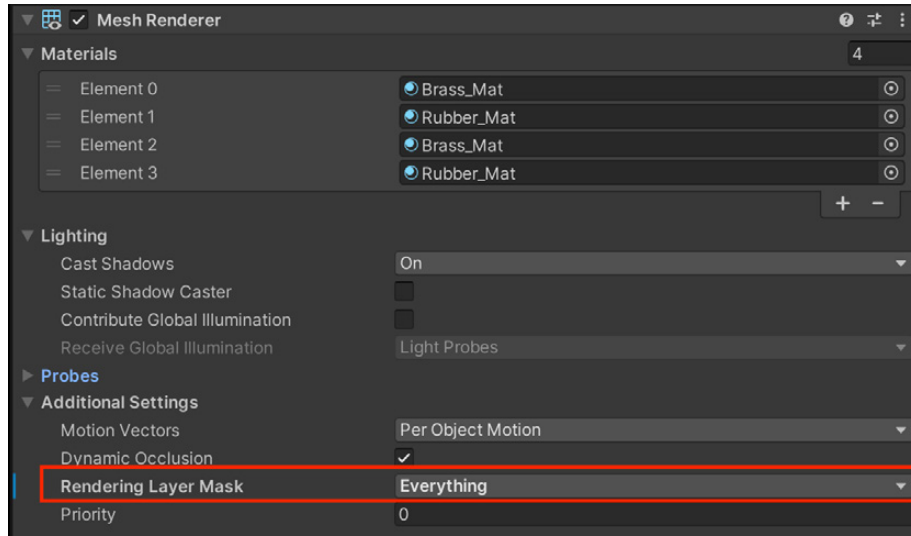 Mesh Renderer
Materials 4
Element 0 Brass_Mat
Element 1 Rubber_Mat
Element 2 Brass_Mat
Element 3 Rubber_Mat
+ -
Lighting
Cast Shadows On
Static Shadow Caster
Contribute Global Illumination
Receive Global Illumination Light Probes
Probes
Additional Settings
Motion Vectors Per Object Motion
Dynamic Occlusion
Rendering Layer Mask Everything
Priority 0